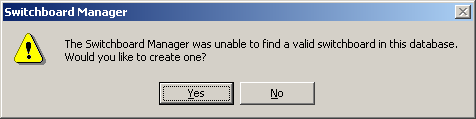 Switchboard Manager
The Switchboard Manager was unable to find a valid switchboard in this database.
Would you like to create one?
Yes No